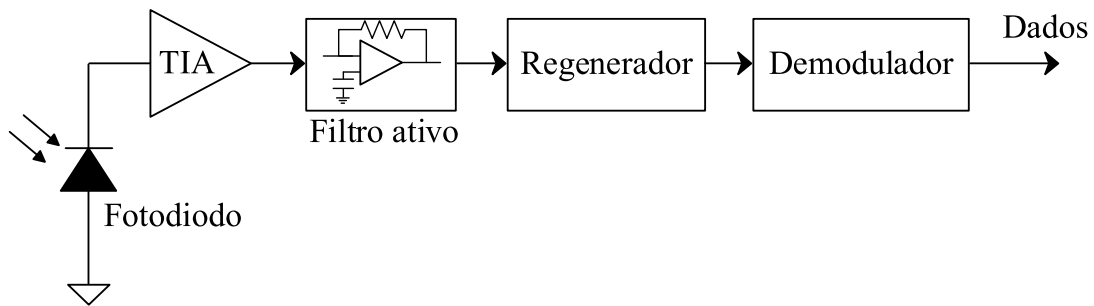 Dados
TIA
Regenerador
Demodulador
Filtro ativo
Fotodiodo